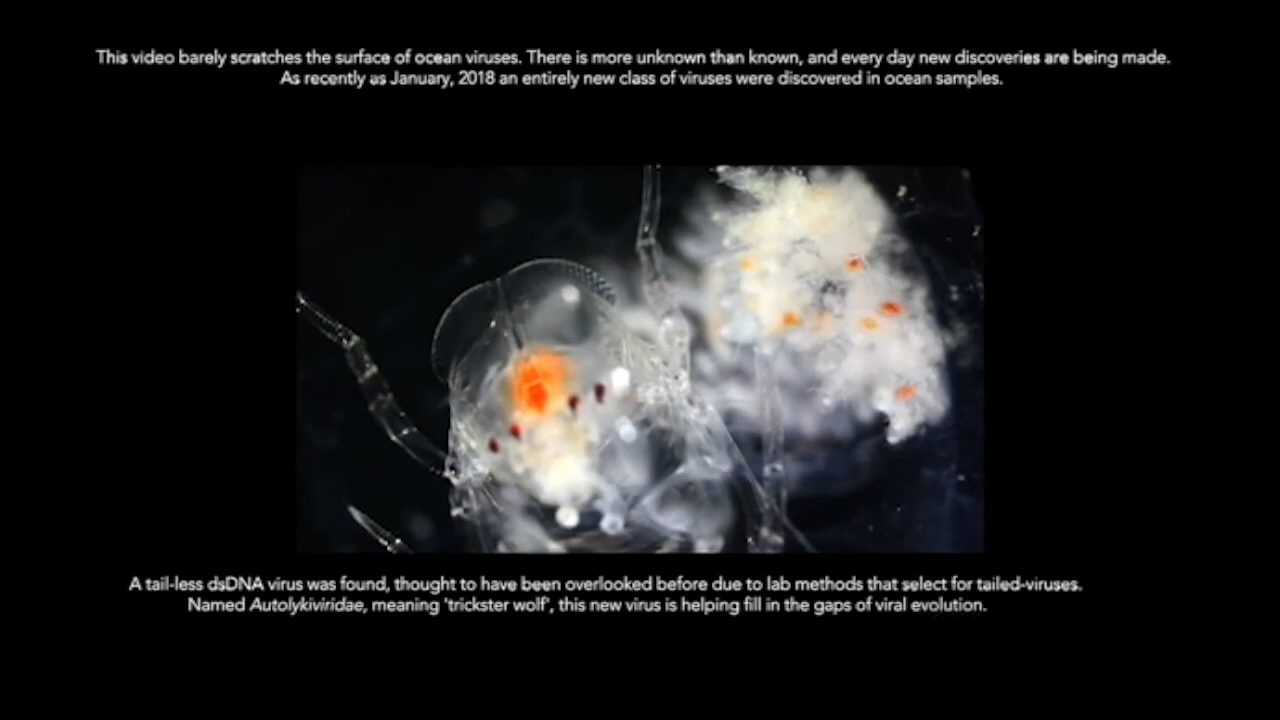 This video barely scratches the surface of ocean viruses. There is more unknown than known, and every day new discoveries are being made.
As recently as January, 2018 an entirely new class of viruses were discovered in ocean samples.
A tail-less dsDNA virus was found, thought to have been overlooked before due to lab methods that select for tailed-viruses.
Named Autolykiviridae, meaning 'trickster wolf', this new virus is helping fill in the gaps of viral evolution.